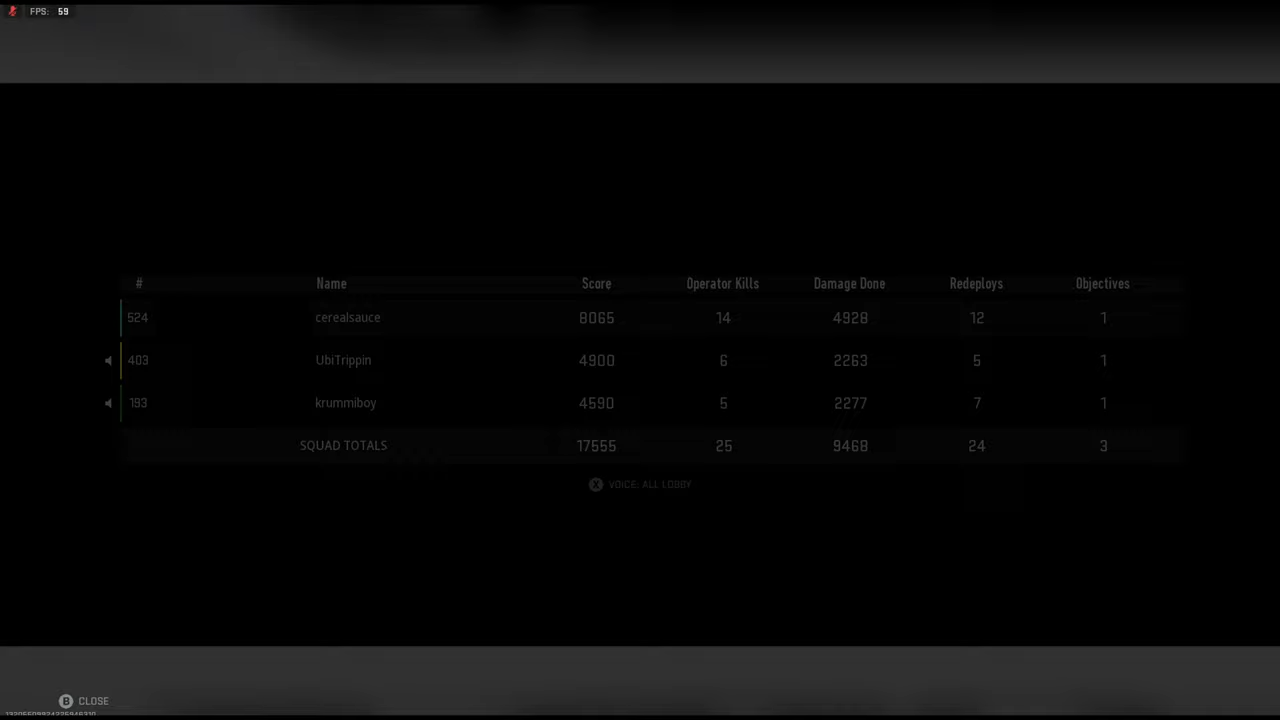 FPS: 59
# Name Score Operator Kills Damage Done Redeploys Objectives
524 cerealsauce 8065 14 4928 12 1
403 UbiTrippin 4900 6 2263 5 1
193 krummiboy 4590 5 2277 7 1
SQUAD TOTALS 17555 25 9468 24 3
X VOICE: ALL LOBBY
B CLOSE